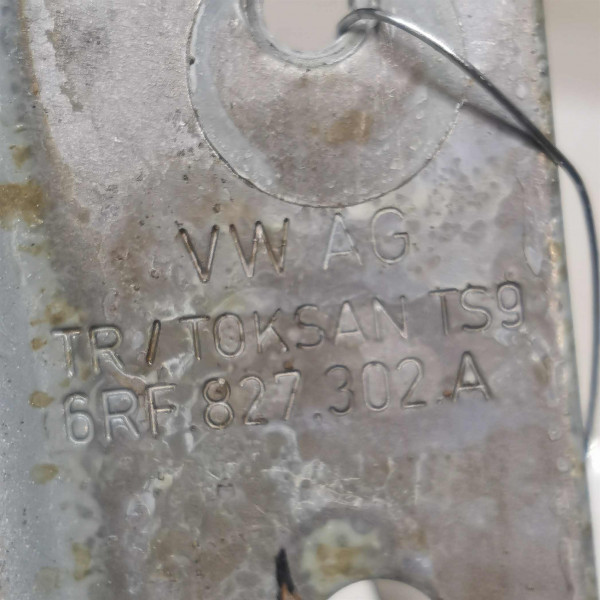 VW AG
TR/TOKSAN TS9
6RF.827.302.A